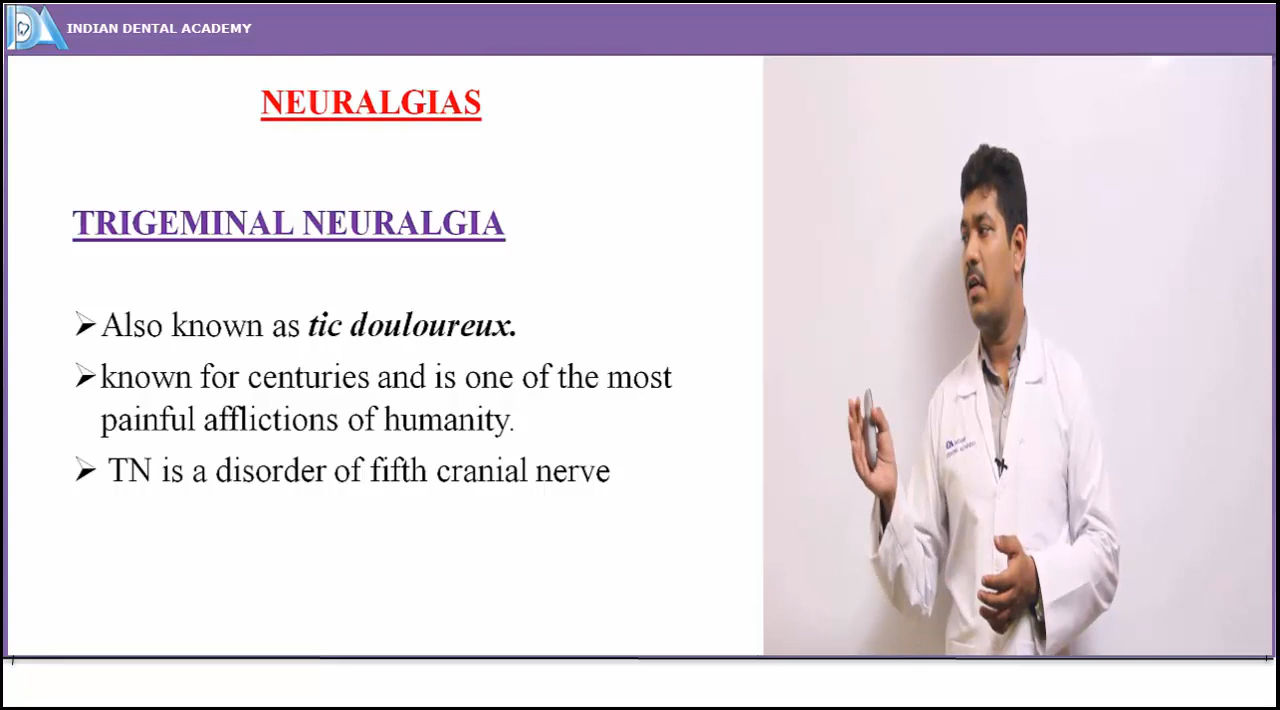 INDIAN DENTAL ACADEMY
NEURALGIAS
TRIGEMINAL NEURALGIA
➢Also known as tic douloureux.
➢known for centuries and is one of the most
painful afflictions of humanity.
➢ TN is a disorder of fifth cranial nerve